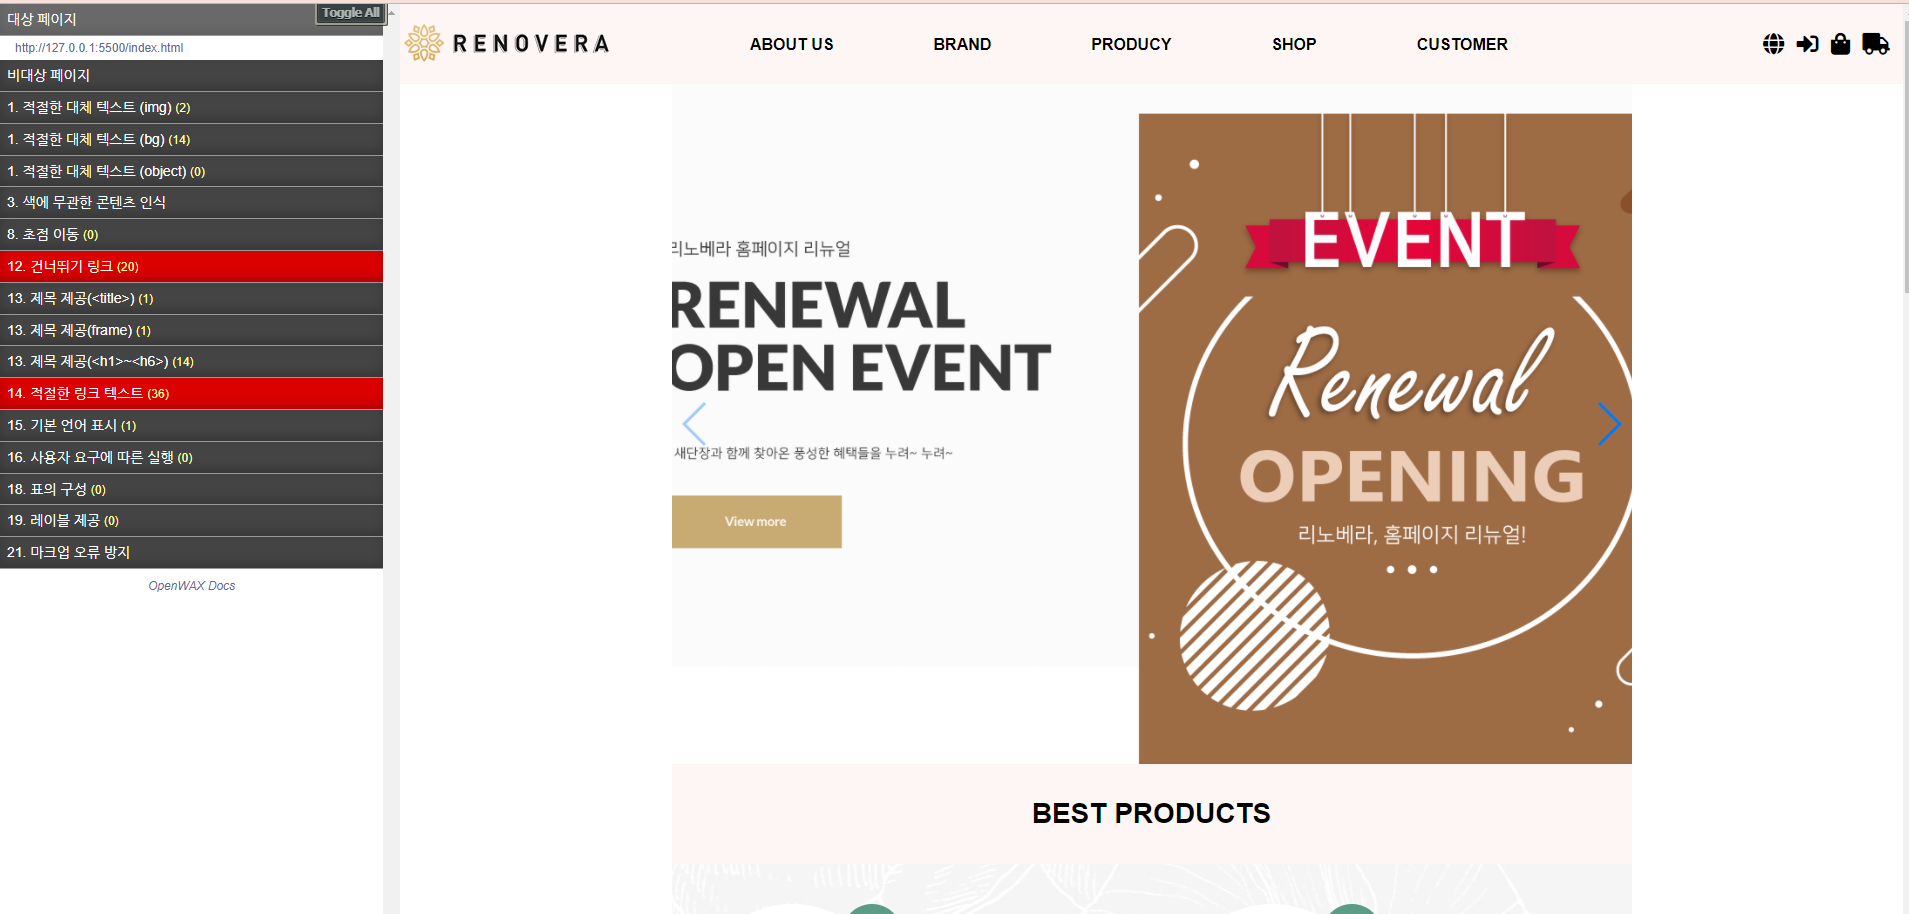 대상 페이지
Toggle All
http://127.0.0.1:5500/index.html
비대상 페이지
1. 적절한 대체 텍스트 (img) (2)
1. 적절한 대체 텍스트 (bg) (14)
1. 적절한 대체 텍스트 (object) (0)
3. 색에 무관한 콘텐츠 인식
8. 초점 이동 (0)
12. 건너뛰기 링크 (20)
13. 제목 제공(<title>) (1)
13. 제목 제공(frame) (1)
13. 제목 제공(<h1>~<h6>) (14)
14. 적절한 링크 텍스트 (36)
15. 기본 언어 표시 (1)
16. 사용자 요구에 따른 실행 (0)
18. 표의 구성 (0)
19. 레이블 제공 (0)
21. 마크업 오류 방지
OpenWAX Docs
RENOVERA
ABOUT US
BRAND
PRODUCY
SHOP
CUSTOMER
리노베라 홈페이지 리뉴얼
RENEWAL
OPEN EVENT
새단장과 함께 찾아온 풍성한 혜택들을 누려~ 누려~
View more
EVENT
Renewal
OPENING
리노베라, 홈페이지 리뉴얼!
BEST PRODUCTS